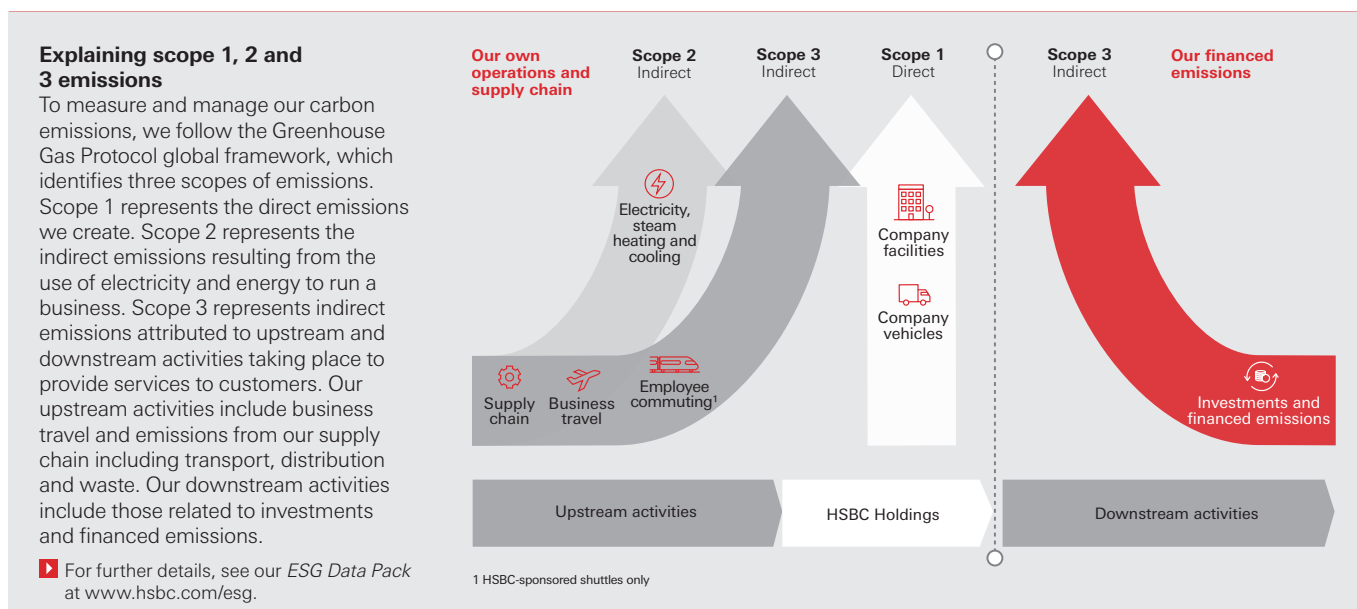 Explaining scope 1, 2 and
3 emissions
To measure and manage our carbon
emissions, we follow the Greenhouse
Gas Protocol global framework, which
identifies three scopes of emissions.
Scope 1 represents the direct emissions
we create. Scope 2 represents the
indirect emissions resulting from the
use of electricity and energy to run a
business. Scope 3 represents indirect
emissions attributed to upstream and
downstream activities taking place to
provide services to customers. Our
upstream activities include business
travel and emissions from our supply
chain including transport, distribution
and waste. Our downstream activities
include those related to investments
and financed emissions.
For further details, see our ESG Data Pack
at www.hsbc.com/esg.
Our own
operations and
supply chain
Scope 2
Indirect
Scope 3
Indirect
Scope 1
Direct
Scope 3
Indirect
Our financed
emissions
Electricity,
steam
heating and
cooling
Company
facilities
Company
vehicles
Supply
chain
Business
travel
Employee
commuting¹
Investments and
financed emissions
Upstream activities
HSBC Holdings
Downstream activities
1 HSBC-sponsored shuttles only